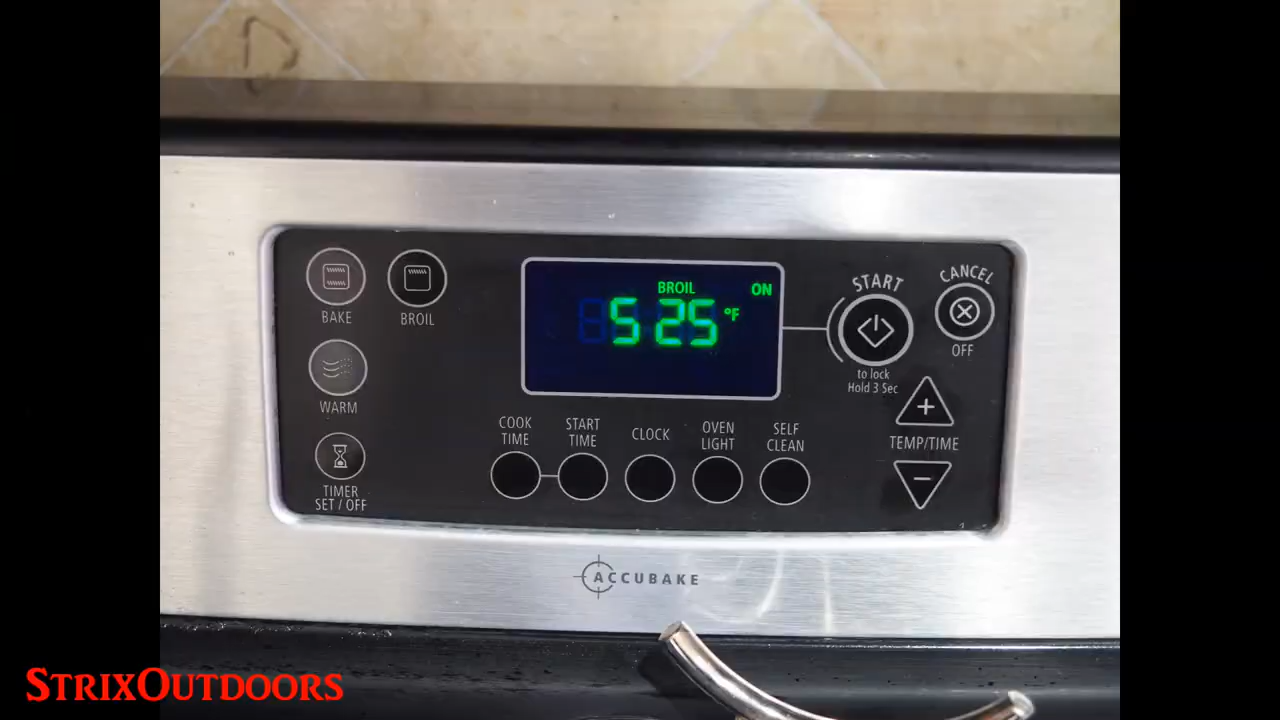 BAKE
BROIL
WARM
TIMER
SET / OFF
BROIL
ON
525 °F
START
to lock
Hold 3 Sec
CANCEL
OFF
TEMP/TIME
COOK
TIME
START
TIME
CLOCK
OVEN
LIGHT
SELF
CLEAN
ACCUBAKE
STRIXOUTDOORS